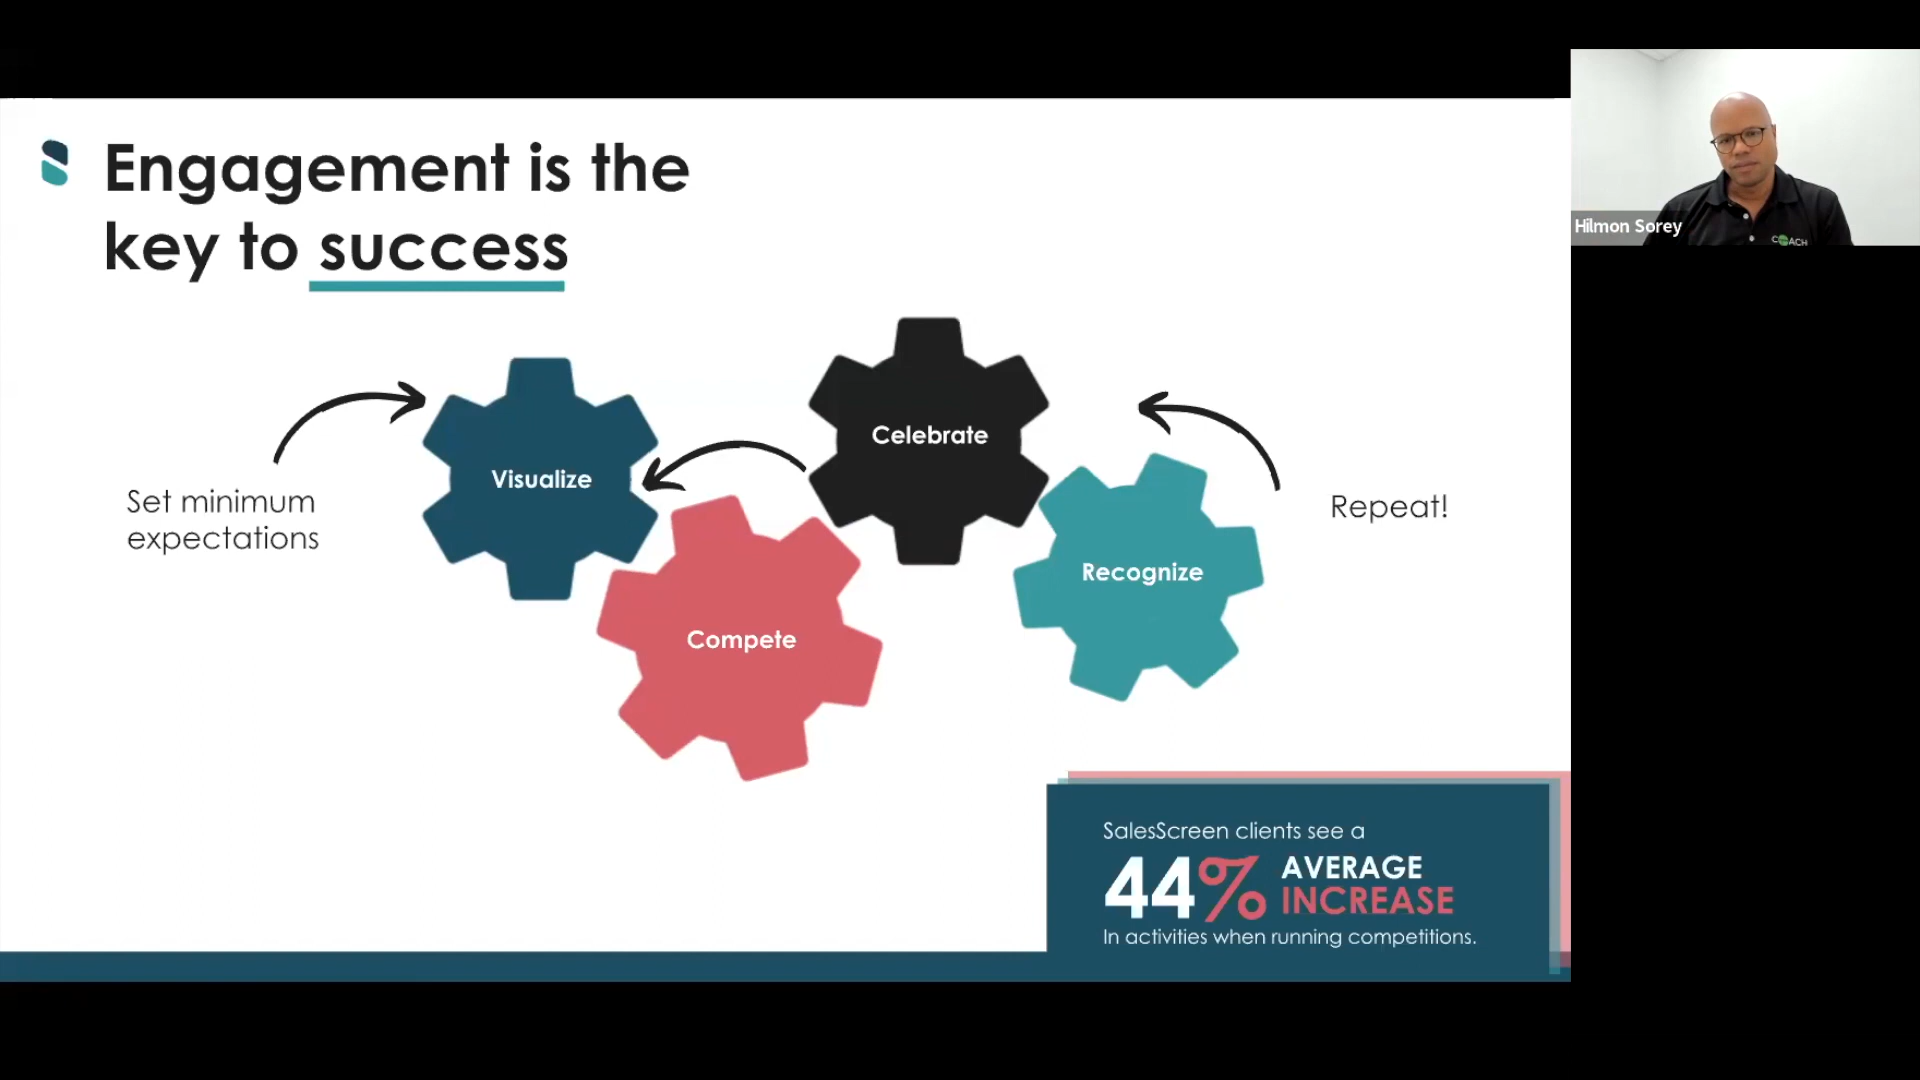 Engagement is the
key to success
Set minimum
expectations
Visualize
Compete
Celebrate
Recognize
Repeat!
SalesScreen clients see a
44% AVERAGE
INCREASE
In activities when running competitions.
Hilmon Sorey
COACH